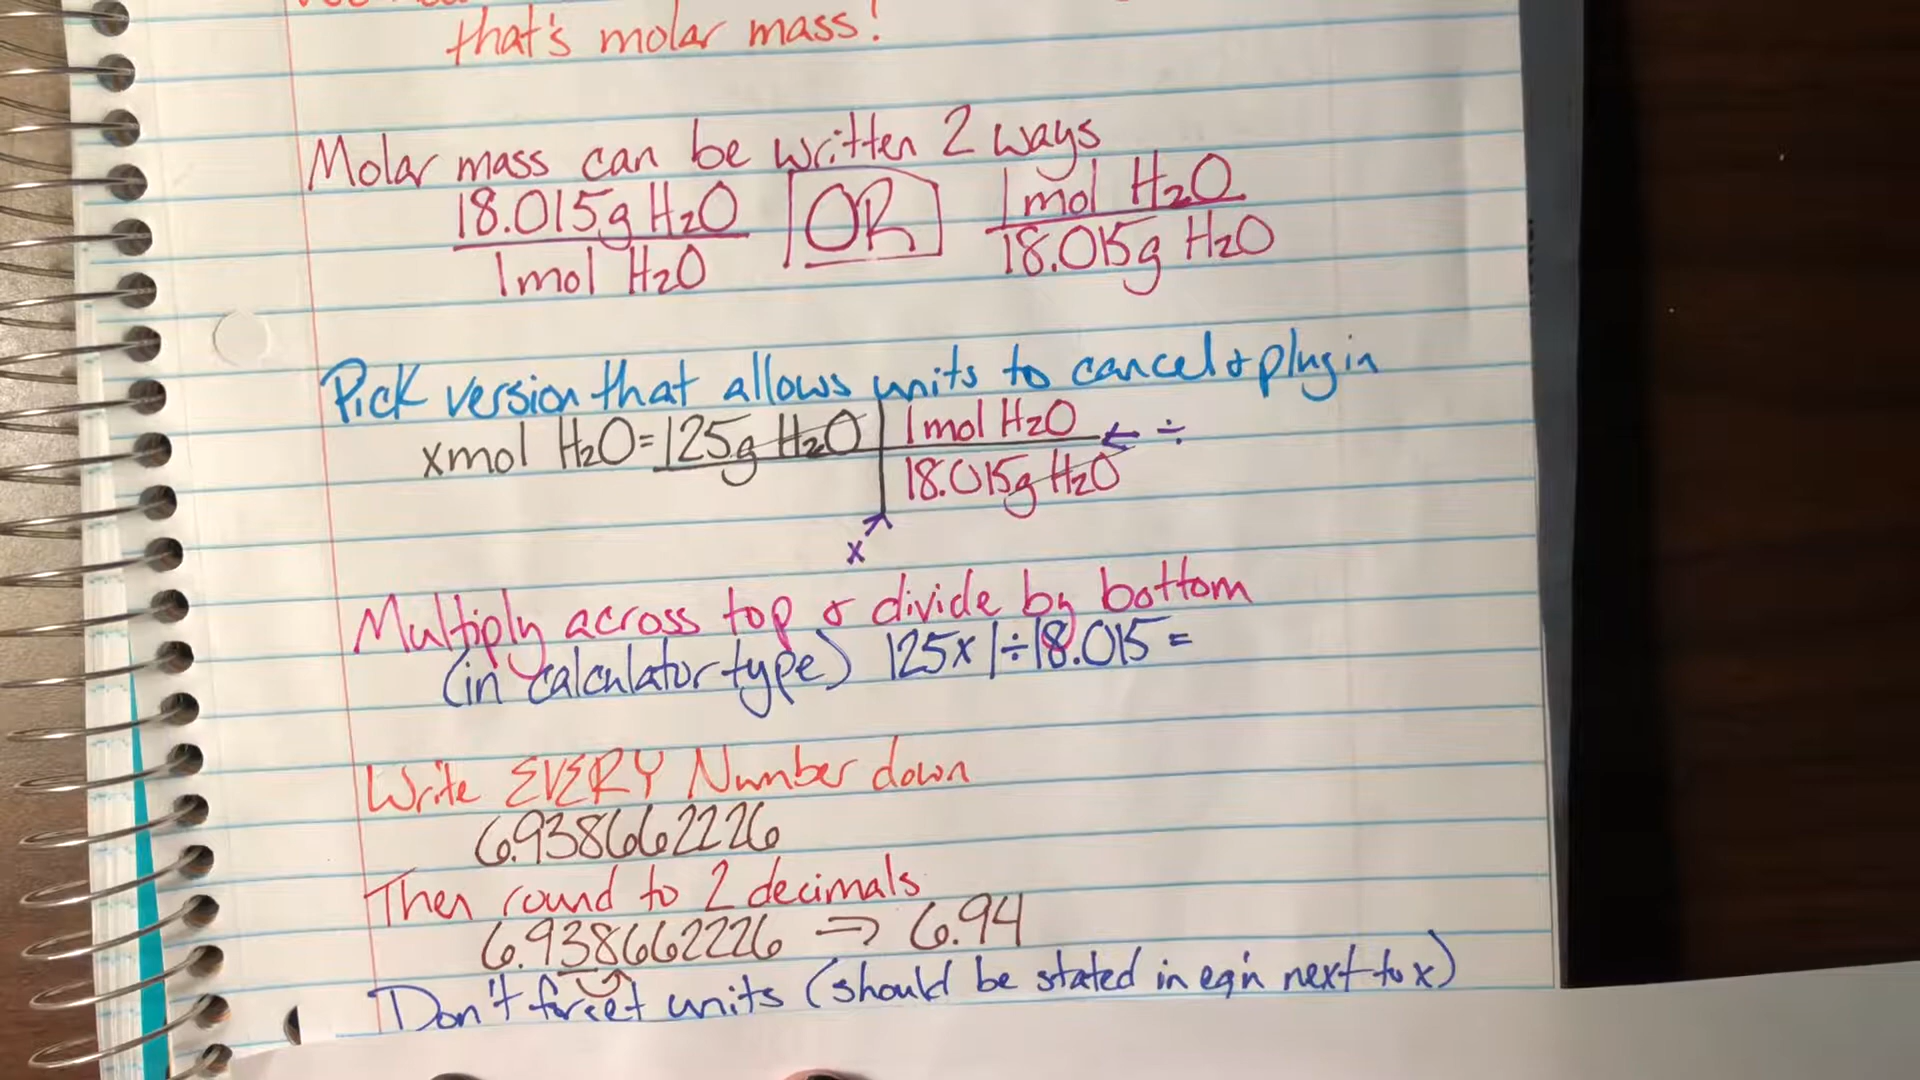 that's molar mass!
Molar mass can be written 2 ways
18.015g H₂O / 1mol H₂O OR 1mol H₂O / 18.015g H₂O
Pick version that allows units to cancel & plug in
xmol H₂O = 125g H₂O | 1mol H₂O ← ÷
18.015g H₂O
x
Multiply across top & divide by bottom
(in calculator type) 125 x 1 ÷ 18.015 =
Write EVERY Number down
6.938662226
Then round to 2 decimals
6.938662226 ⇒ 6.94
Don't forget units (should be stated in eq'n next to x)